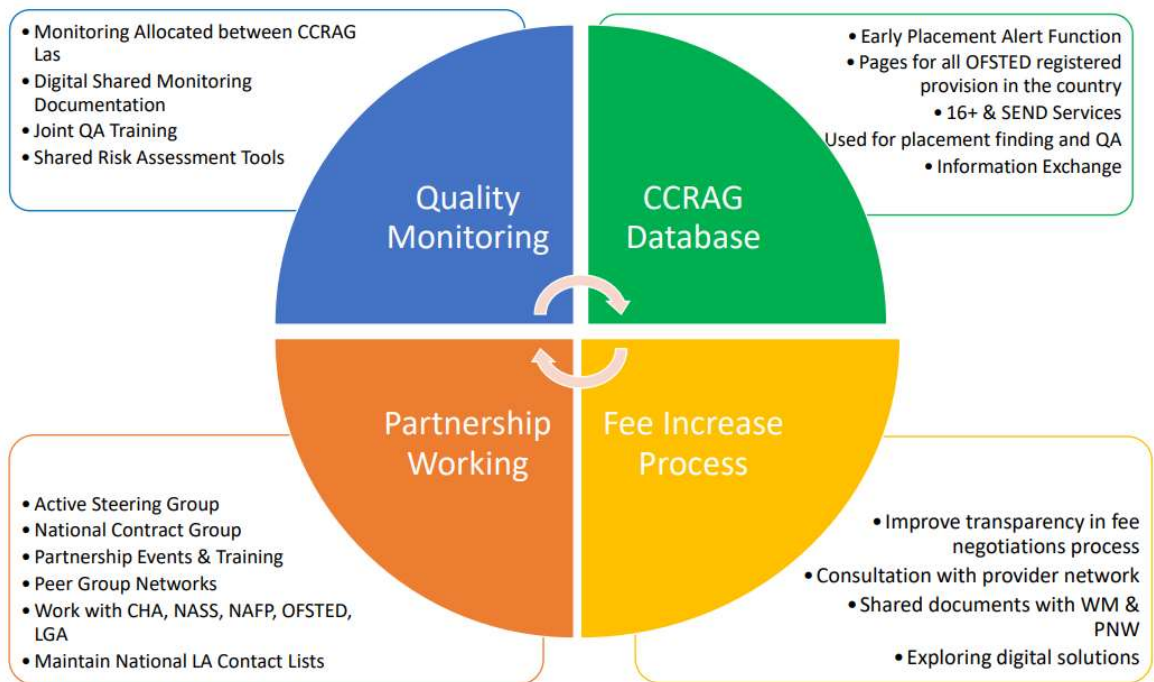 • Monitoring Allocated between CCRAG
Las
• Digital Shared Monitoring
Documentation
• Joint QA Training
• Shared Risk Assessment Tools
• Early Placement Alert Function
• Pages for all OFSTED registered
provision in the country
• 16+ & SEND Services
Used for placement finding and QA
• Information Exchange
Quality
Monitoring
CCRAG
Database
Partnership
Working
Fee Increase
Process
• Active Steering Group
• National Contract Group
• Partnership Events & Training
• Peer Group Networks
• Work with CHA, NASS, NAFP, OFSTED,
LGA
• Maintain National LA Contact Lists
• Improve transparency in fee
negotiations process
• Consultation with provider network
• Shared documents with WM &
PNW
• Exploring digital solutions